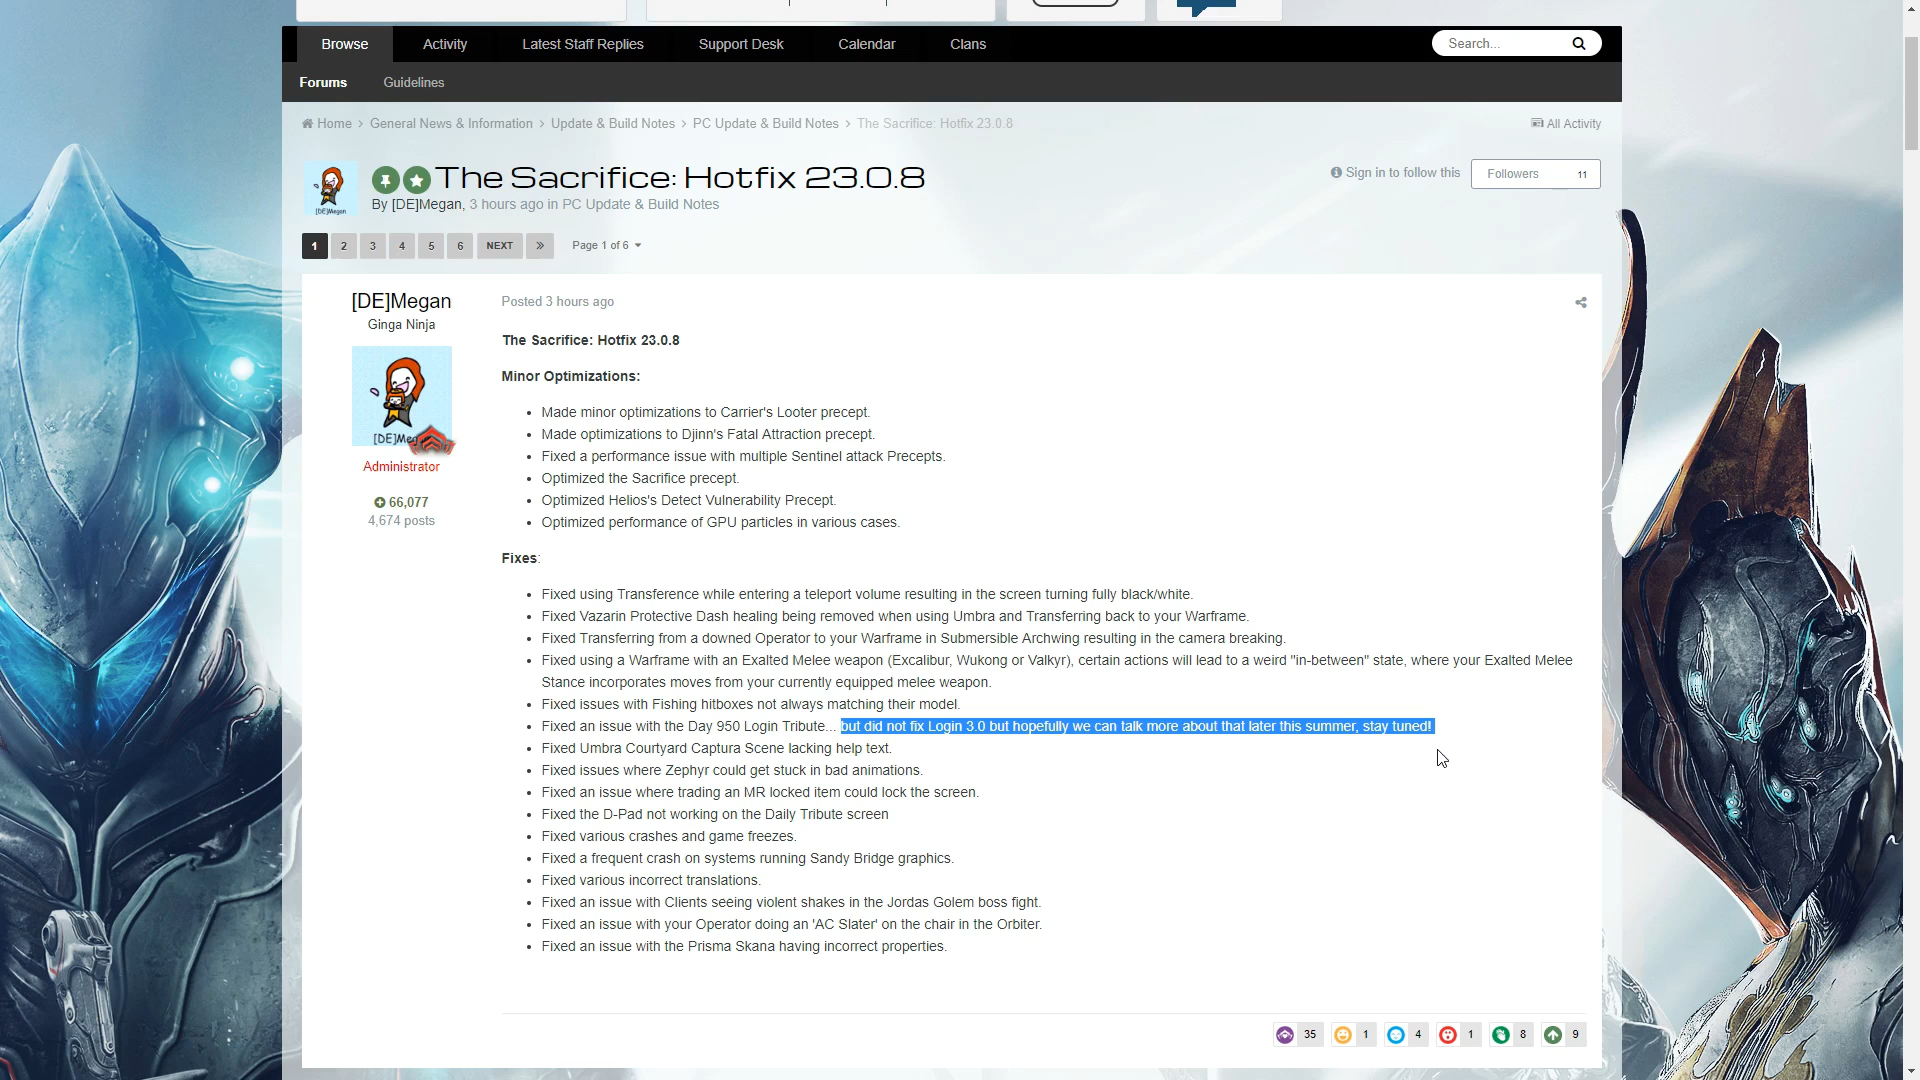 Browse Activity Latest Staff Replies Support Desk Calendar Clans Search...
Forums Guidelines
Home > General News & Information > Update & Build Notes > PC Update & Build Notes > The Sacrifice: Hotfix 23.0.8 All Activity
The Sacrifice: Hotfix 23.0.8
Sign in to follow this Followers 11
By [DE]Megan, 3 hours ago in PC Update & Build Notes
[DE]Megan
1 2 3 4 5 6 NEXT » Page 1 of 6
[DE]Megan
Ginga Ninja
[DE]Meg
Administrator
66,077
4,674 posts
Posted 3 hours ago
The Sacrifice: Hotfix 23.0.8
Minor Optimizations:
• Made minor optimizations to Carrier's Looter precept.
• Made optimizations to Djinn's Fatal Attraction precept.
• Fixed a performance issue with multiple Sentinel attack Precepts.
• Optimized the Sacrifice precept.
• Optimized Helios's Detect Vulnerability Precept.
• Optimized performance of GPU particles in various cases.
Fixes:
• Fixed using Transference while entering a teleport volume resulting in the screen turning fully black/white.
• Fixed Vazarin Protective Dash healing being removed when using Umbra and Transferring back to your Warframe.
• Fixed Transferring from a downed Operator to your Warframe in Submersible Archwing resulting in the camera breaking.
• Fixed using a Warframe with an Exalted Melee weapon (Excalibur, Wukong or Valkyr), certain actions will lead to a weird "in-between" state, where your Exalted Melee
Stance incorporates moves from your currently equipped melee weapon.
• Fixed issues with Fishing hitboxes not always matching their model.
• Fixed an issue with the Day 950 Login Tribute... but did not fix Login 3.0 but hopefully we can talk more about that later this summer, stay tuned!
• Fixed Umbra Courtyard Captura Scene lacking help text.
• Fixed issues where Zephyr could get stuck in bad animations.
• Fixed an issue where trading an MR locked item could lock the screen.
• Fixed the D-Pad not working on the Daily Tribute screen
• Fixed various crashes and game freezes.
• Fixed a frequent crash on systems running Sandy Bridge graphics.
• Fixed various incorrect translations.
• Fixed an issue with Clients seeing violent shakes in the Jordas Golem boss fight.
• Fixed an issue with your Operator doing an 'AC Slater' on the chair in the Orbiter.
• Fixed an issue with the Prisma Skana having incorrect properties.
35 1 4 1 8 9